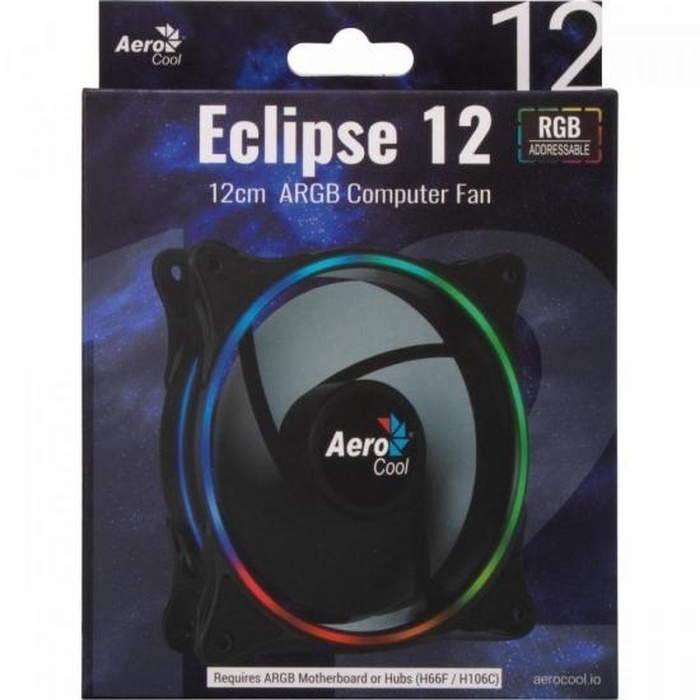 Aero
Cool
12
Eclipse 12
RGB
ADDRESSABLE
12cm ARGB Computer Fan
Aero
Cool
Requires ARGB Motherboard or Hubs (H66F / H106C)
aerocool.io